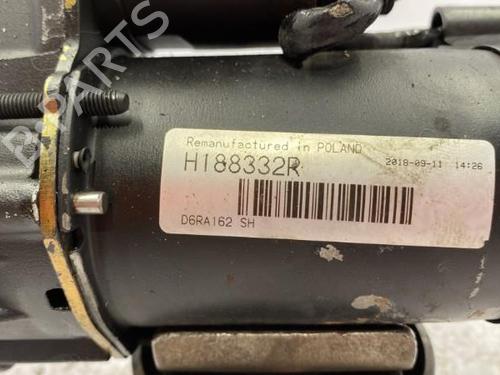 B-PARTS
Remanufactured in POLAND
H188332R
2018-09-11 14:26
D6RA162 SH